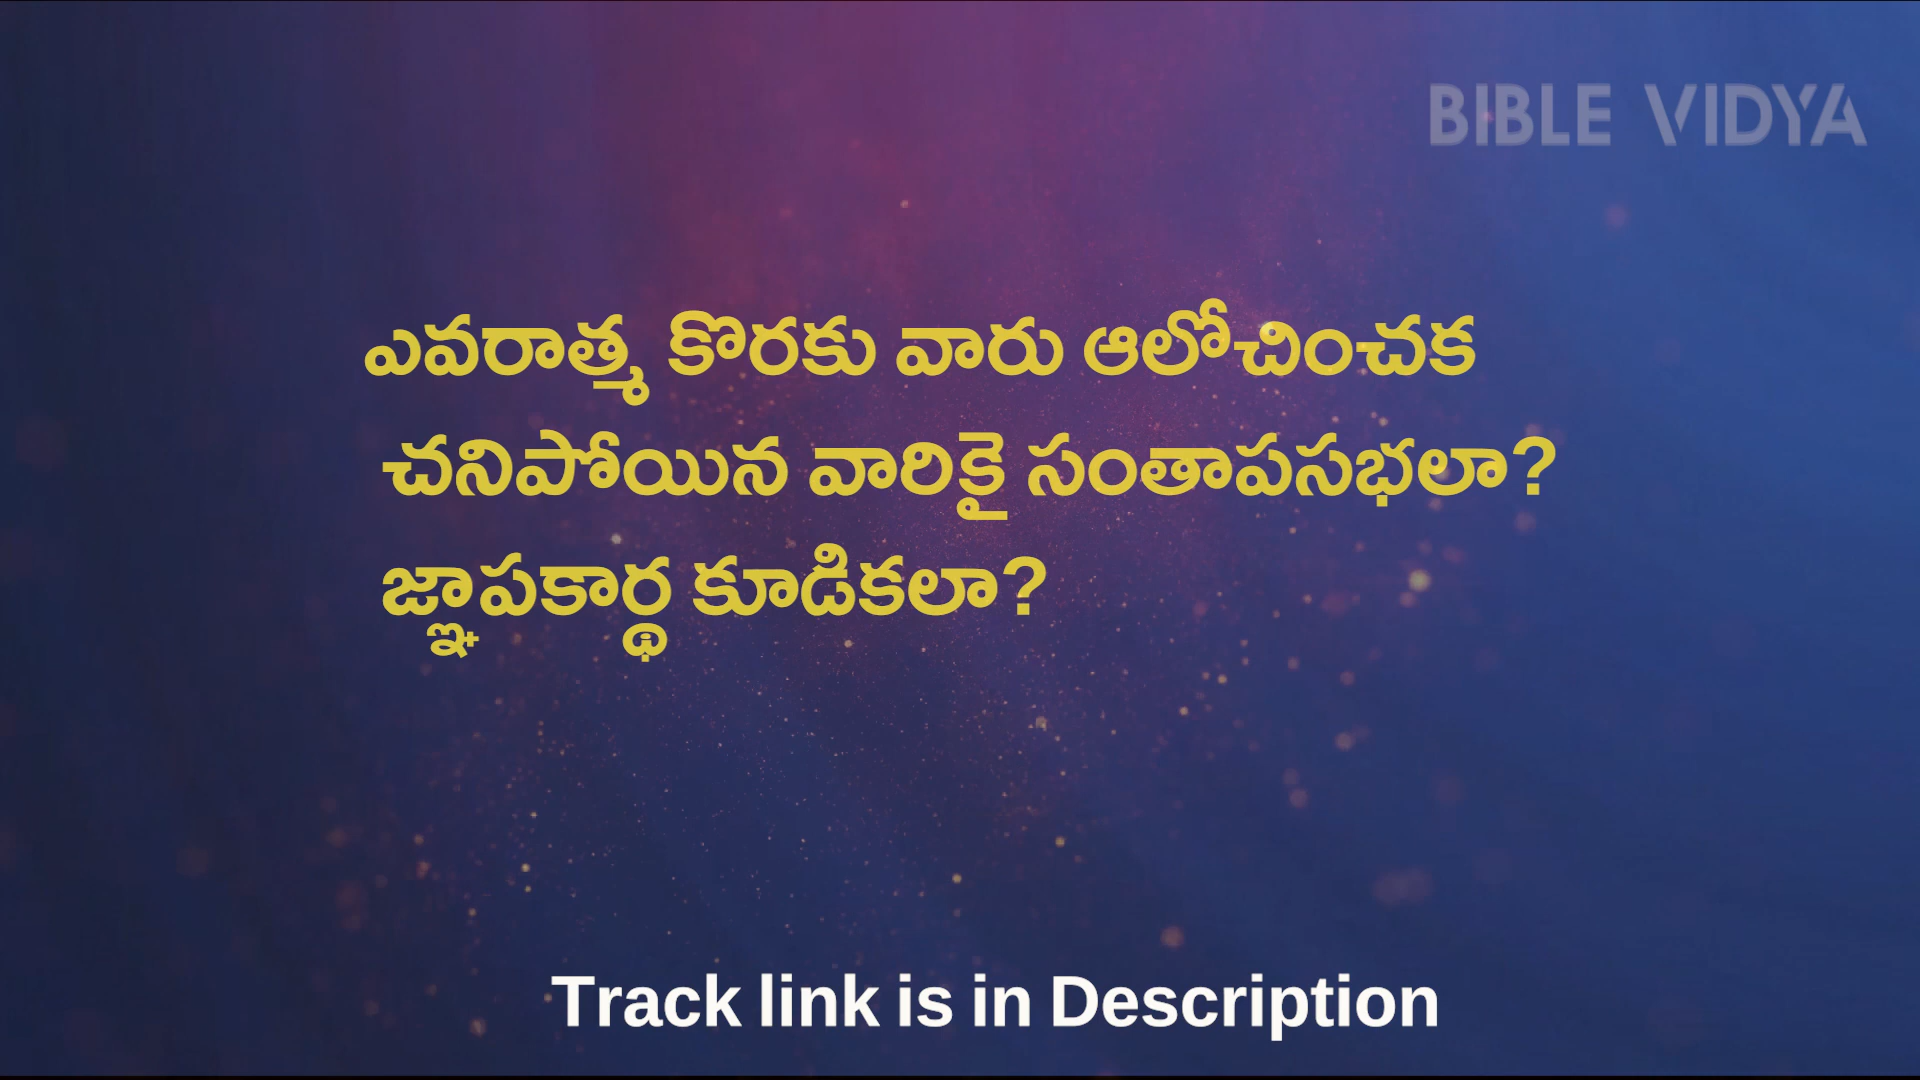 BIBLE VIDYA
ఎవరాత్మ కొరకు వారు ఆలోచించక
చనిపోయిన వారికై సంతాపసభలా?
జ్ఞాపకార్థ కూడికలా?
Track link is in Description